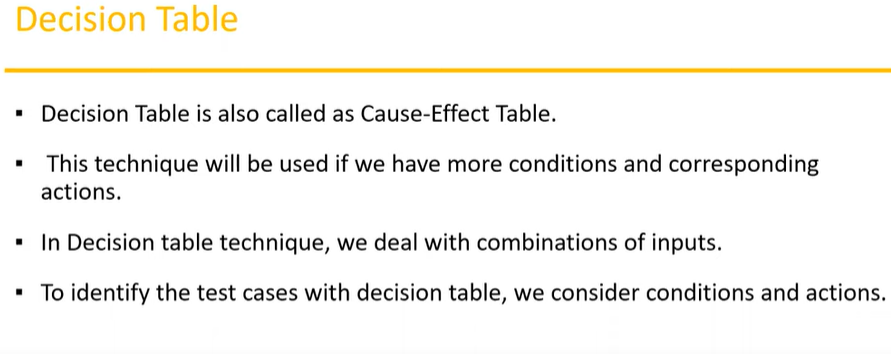 Decision Table
▪ Decision Table is also called as Cause-Effect Table.
▪ This technique will be used if we have more conditions and corresponding
actions.
▪ In Decision table technique, we deal with combinations of inputs.
▪ To identify the test cases with decision table, we consider conditions and actions.